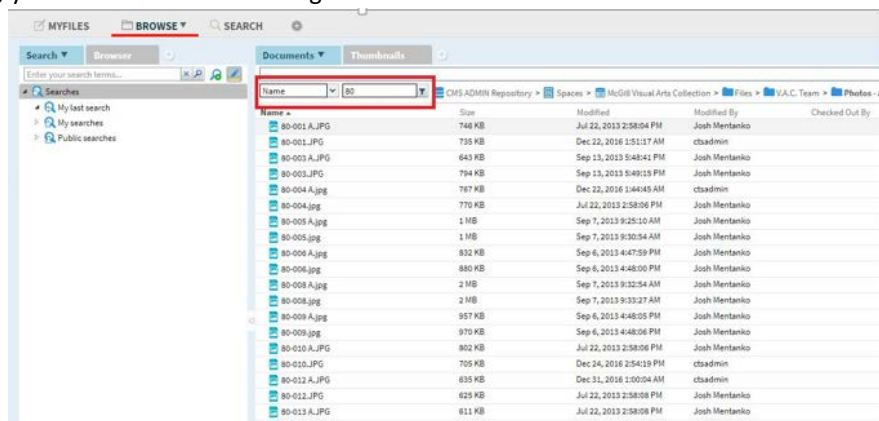 MYFILES BROWSE ▼ SEARCH
Search ▼ Browser Documents ▼ Thumbnails
Enter your search terms...
Searches
Name 80 CMS ADMIN Repository > Spaces > McGill Visual Arts Collection > Files > V.A.C. Team > Photos -
My last search
My searches
Public searches
Name Size Modified Modified By Checked Out By
80-001 A.JPG 746 KB Jul 22, 2013 2:58:04 PM Josh Mentanko
80-001.JPG 735 KB Dec 22, 2016 1:51:17 AM ctsadmin
80-003 A.JPG 643 KB Sep 13, 2013 5:48:41 PM Josh Mentanko
80-003.JPG 794 KB Sep 13, 2013 5:49:15 PM Josh Mentanko
80-004 A.jpg 767 KB Dec 22, 2016 1:44:45 AM ctsadmin
80-004.jpg 770 KB Jul 22, 2013 2:58:06 PM Josh Mentanko
80-005 A.jpg 1 MB Sep 7, 2013 9:25:10 AM Josh Mentanko
80-005.jpg 1 MB Sep 7, 2013 9:30:54 AM Josh Mentanko
80-006 A.jpg 832 KB Sep 6, 2013 4:47:59 PM Josh Mentanko
80-006.jpg 880 KB Sep 6, 2013 4:48:00 PM Josh Mentanko
80-008 A.jpg 2 MB Sep 7, 2013 9:32:54 AM Josh Mentanko
80-008.jpg 2 MB Sep 7, 2013 9:33:27 AM Josh Mentanko
80-009 A.jpg 957 KB Sep 6, 2013 4:48:05 PM Josh Mentanko
80-009.jpg 970 KB Sep 6, 2013 4:48:06 PM Josh Mentanko
80-010 A.JPG 802 KB Jul 22, 2013 2:58:06 PM Josh Mentanko
80-010.JPG 705 KB Dec 24, 2016 2:54:19 PM ctsadmin
80-012 A.JPG 635 KB Dec 31, 2016 1:00:04 AM ctsadmin
80-012.JPG 625 KB Jul 22, 2013 2:58:08 PM Josh Mentanko
80-013 A.JPG 611 KB Jul 22, 2013 2:58:08 PM Josh Mentanko